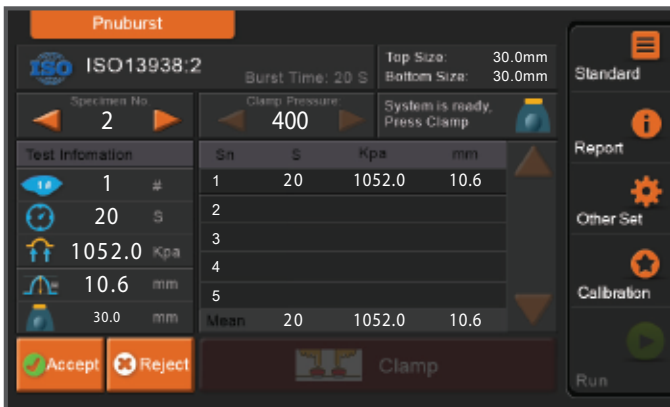 Pnuburst
ISO ISO13938:2
Burst Time: 20 S
Top Size: 30.0mm
Bottom Size: 30.0mm
Standard
Specimen No
2
Clamp Pressure:
400
System is ready,
Press Clamp
Report
Test Infomation
1 #
20 S
1052.0 Kpa
10.6 mm
30.0 mm
Sn S Kpa mm
1 20 1052.0 10.6
2
3
4
5
Mean 20 1052.0 10.6
Other Set
Calibration
Accept Reject
Clamp
Run